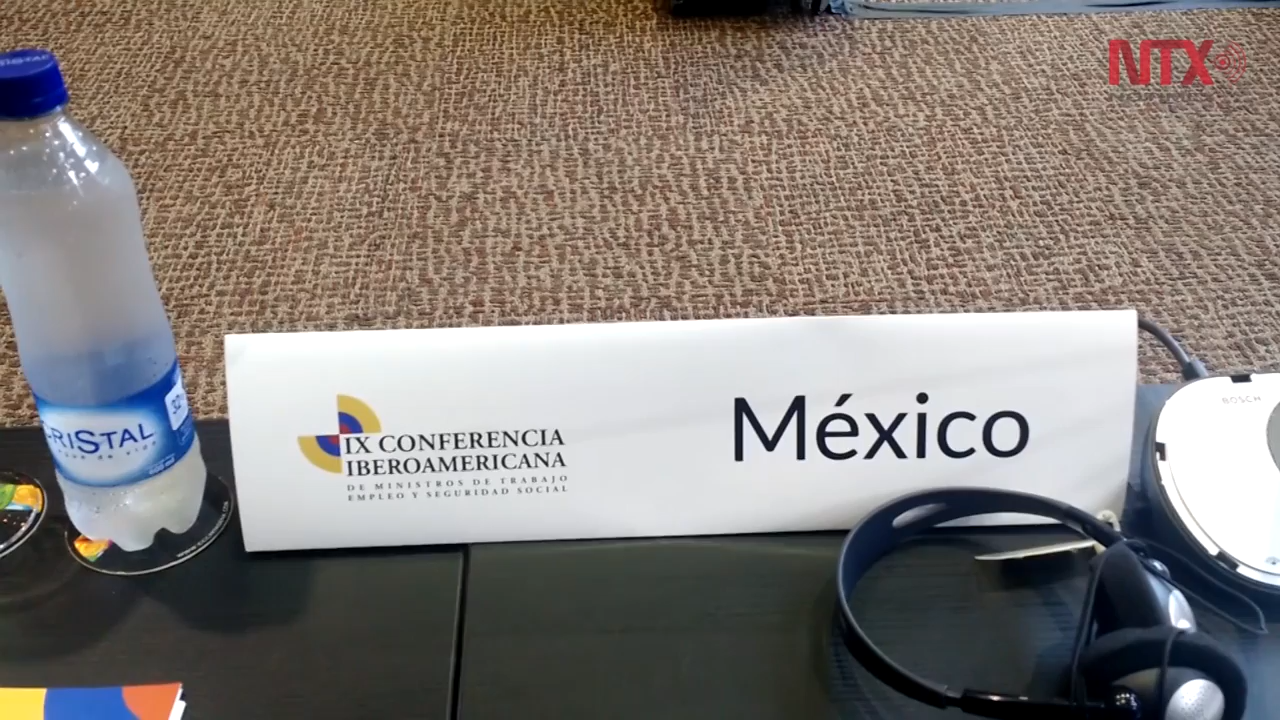 NTX
CRISTAL
IX CONFERENCIA
IBEROAMERICANA
DE MINISTROS DE TRABAJO
EMPLEO Y SEGURIDAD SOCIAL
México
BOSCH